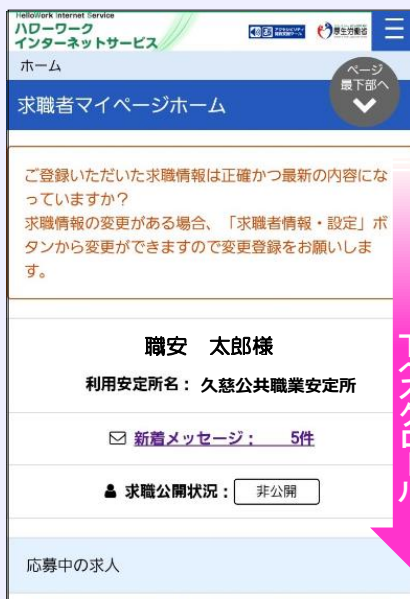 HelloWork Internet Service
ハローワーク
インターネットサービス
厚生労働省
ホーム
ページ
最下部へ
求職者マイページホーム
ご登録いただいた求職情報は正確かつ最新の内容にな
っていますか？
求職情報の変更がある場合、「求職者情報・設定」ボ
タンから変更ができますので変更登録をお願いしま
す。
職安　太郎様
利用安定所名： 久慈公共職業安定所
新着メッセージ：　5件
求職公開状況： 非公開
応募中の求人